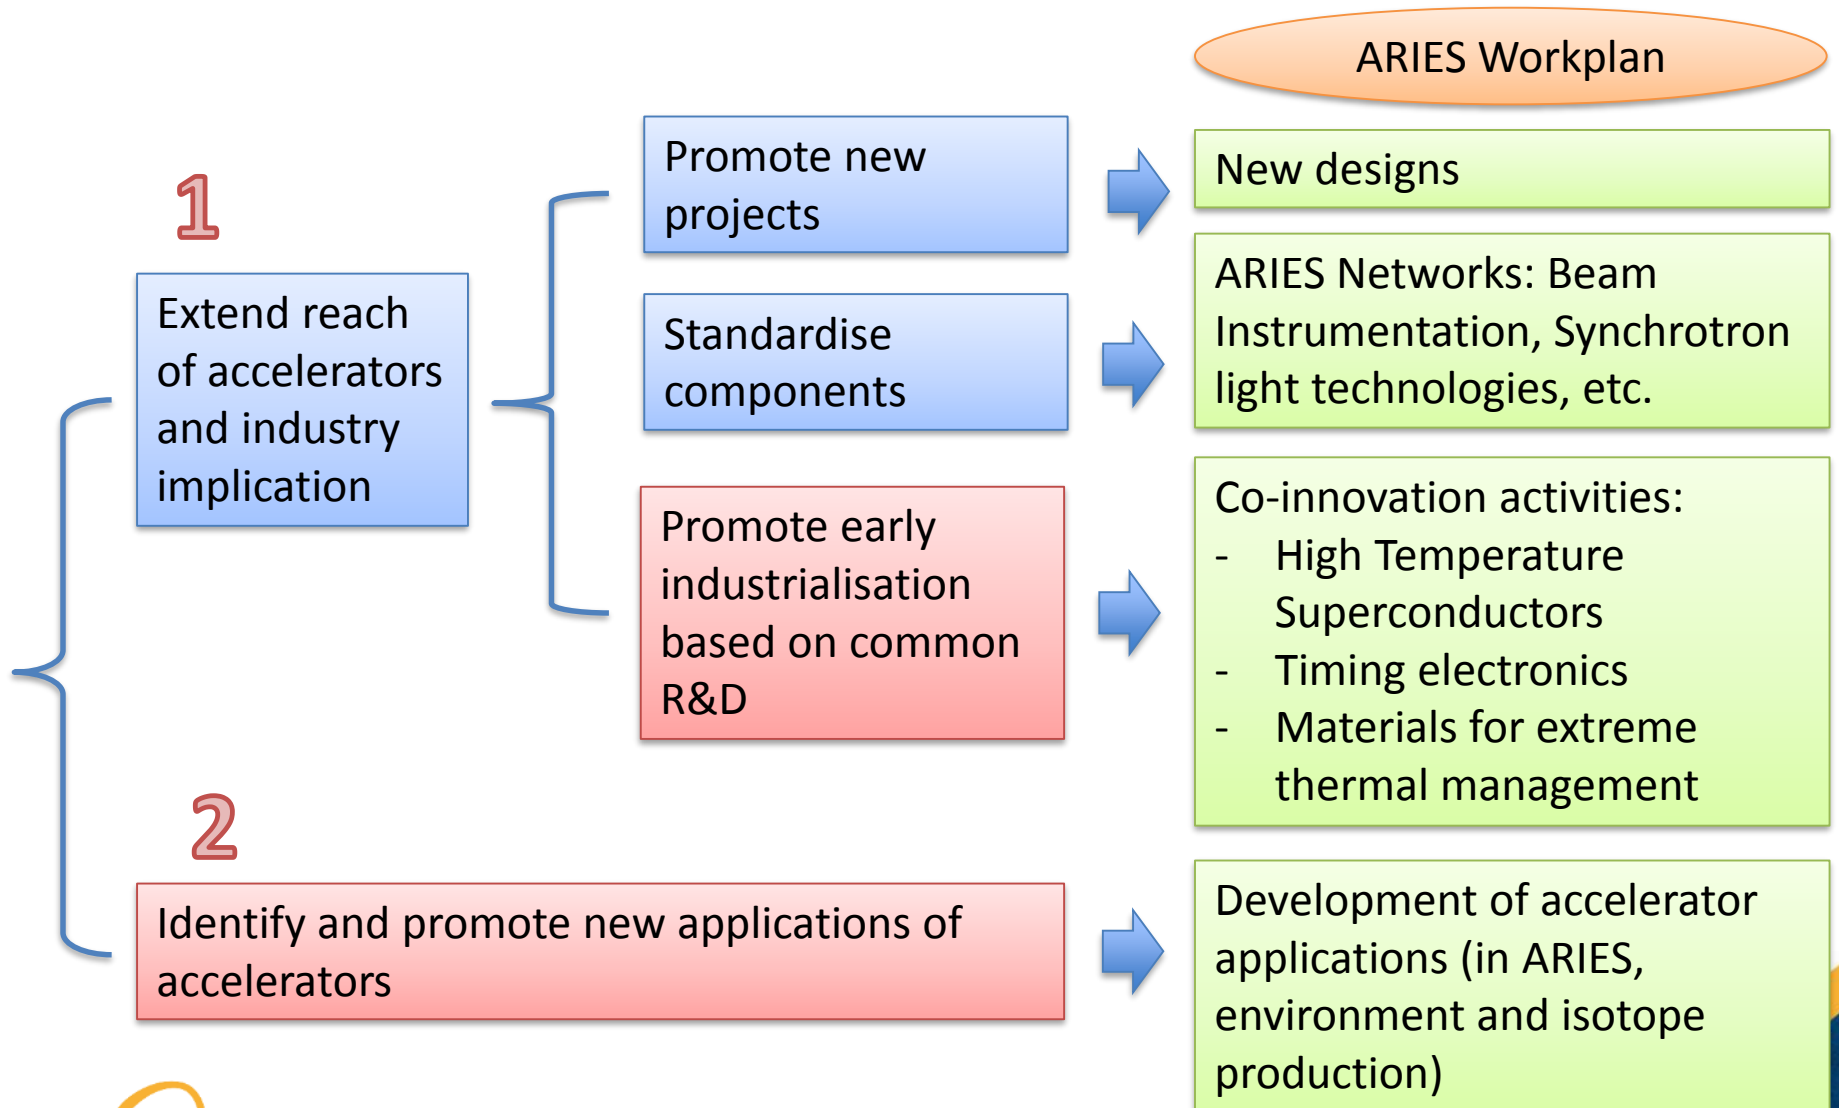 ARIES Workplan
1
Extend reach
of accelerators
and industry
implication
Promote new
projects
New designs
Standardise
components
ARIES Networks: Beam
Instrumentation, Synchrotron
light technologies, etc.
Promote early
industrialisation
based on common
R&D
Co-innovation activities:
- High Temperature
Superconductors
- Timing electronics
- Materials for extreme
thermal management
2
Identify and promote new applications of
accelerators
Development of accelerator
applications (in ARIES,
environment and isotope
production)